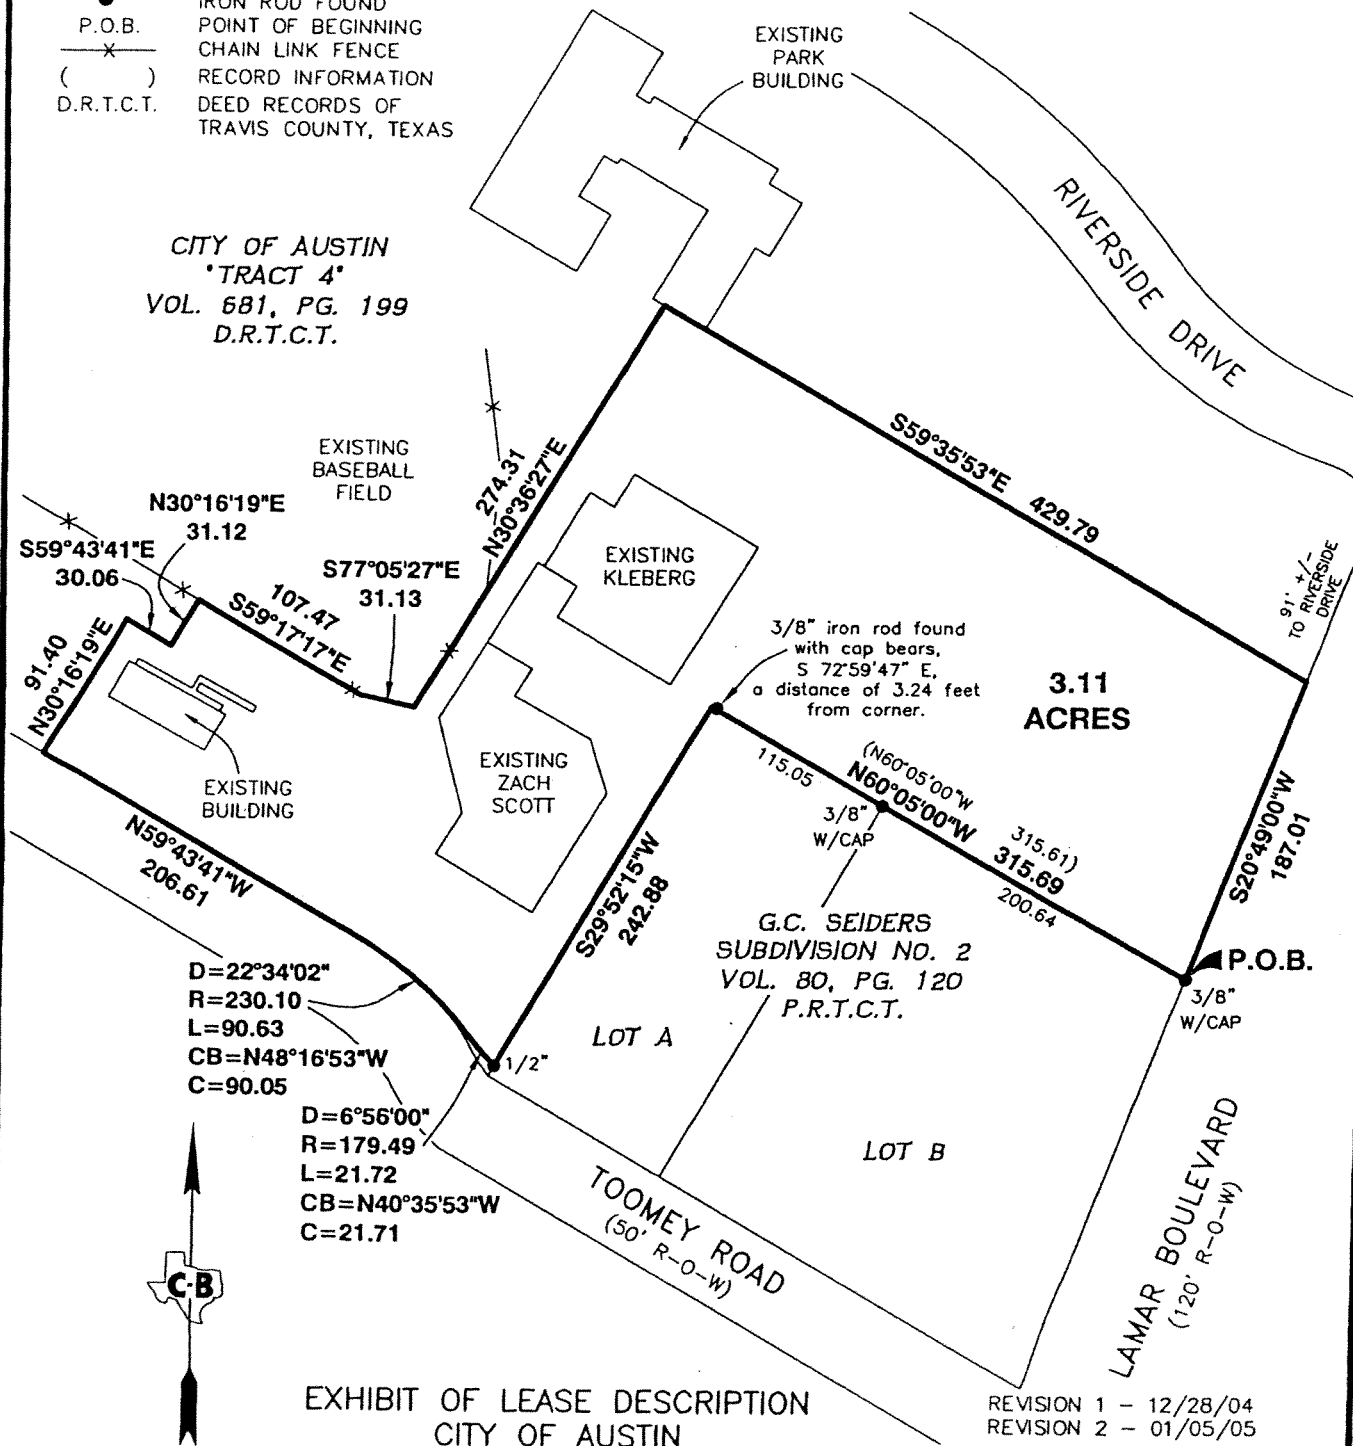 IRON ROD FOUND
P.O.B. POINT OF BEGINNING
CHAIN LINK FENCE
( ) RECORD INFORMATION
D.R.T.C.T. DEED RECORDS OF
TRAVIS COUNTY, TEXAS
EXISTING
PARK
BUILDING
RIVERSIDE DRIVE
CITY OF AUSTIN
"TRACT 4"
VOL. 681, PG. 199
D.R.T.C.T.
EXISTING
BASEBALL
FIELD
274.31
N30°36'27"E
S59°35'53"E 429.79
N30°16'19"E
31.12
S59°43'41"E
30.06
S77°05'27"E
31.13
107.47
S59°17'17"E
91.40
N30°16'19"E
EXISTING
KLEBERG
91' +/-
TO RIVERSIDE
DRIVE
3/8" iron rod found
with cap bears,
S 72°59'47" E,
a distance of 3.24 feet
from corner.
3.11
ACRES
EXISTING
ZACH
SCOTT
EXISTING
BUILDING
115.05
(N60°05'00"W
315.61)
N60°05'00"W 315.69
200.64
3/8"
W/CAP
S20°49'00"W
187.01
N59°43'41"W
206.61
S29°52'15"W
242.88
G.C. SEIDERS
SUBDIVISION NO. 2
VOL. 80, PG. 120
P.R.T.C.T.
P.O.B.
3/8"
W/CAP
D=22°34'02"
R=230.10
L=90.63
CB=N48°16'53"W
C=90.05
1/2"
LOT A
LOT B
D=6°56'00"
R=179.49
L=21.72
CB=N40°35'53"W
C=21.71
TOOMEY ROAD
(50' R-O-W)
LAMAR BOULEVARD
(120' R-O-W)
C-B
EXHIBIT OF LEASE DESCRIPTION
CITY OF AUSTIN
REVISION 1 - 12/28/04
REVISION 2 - 01/05/05